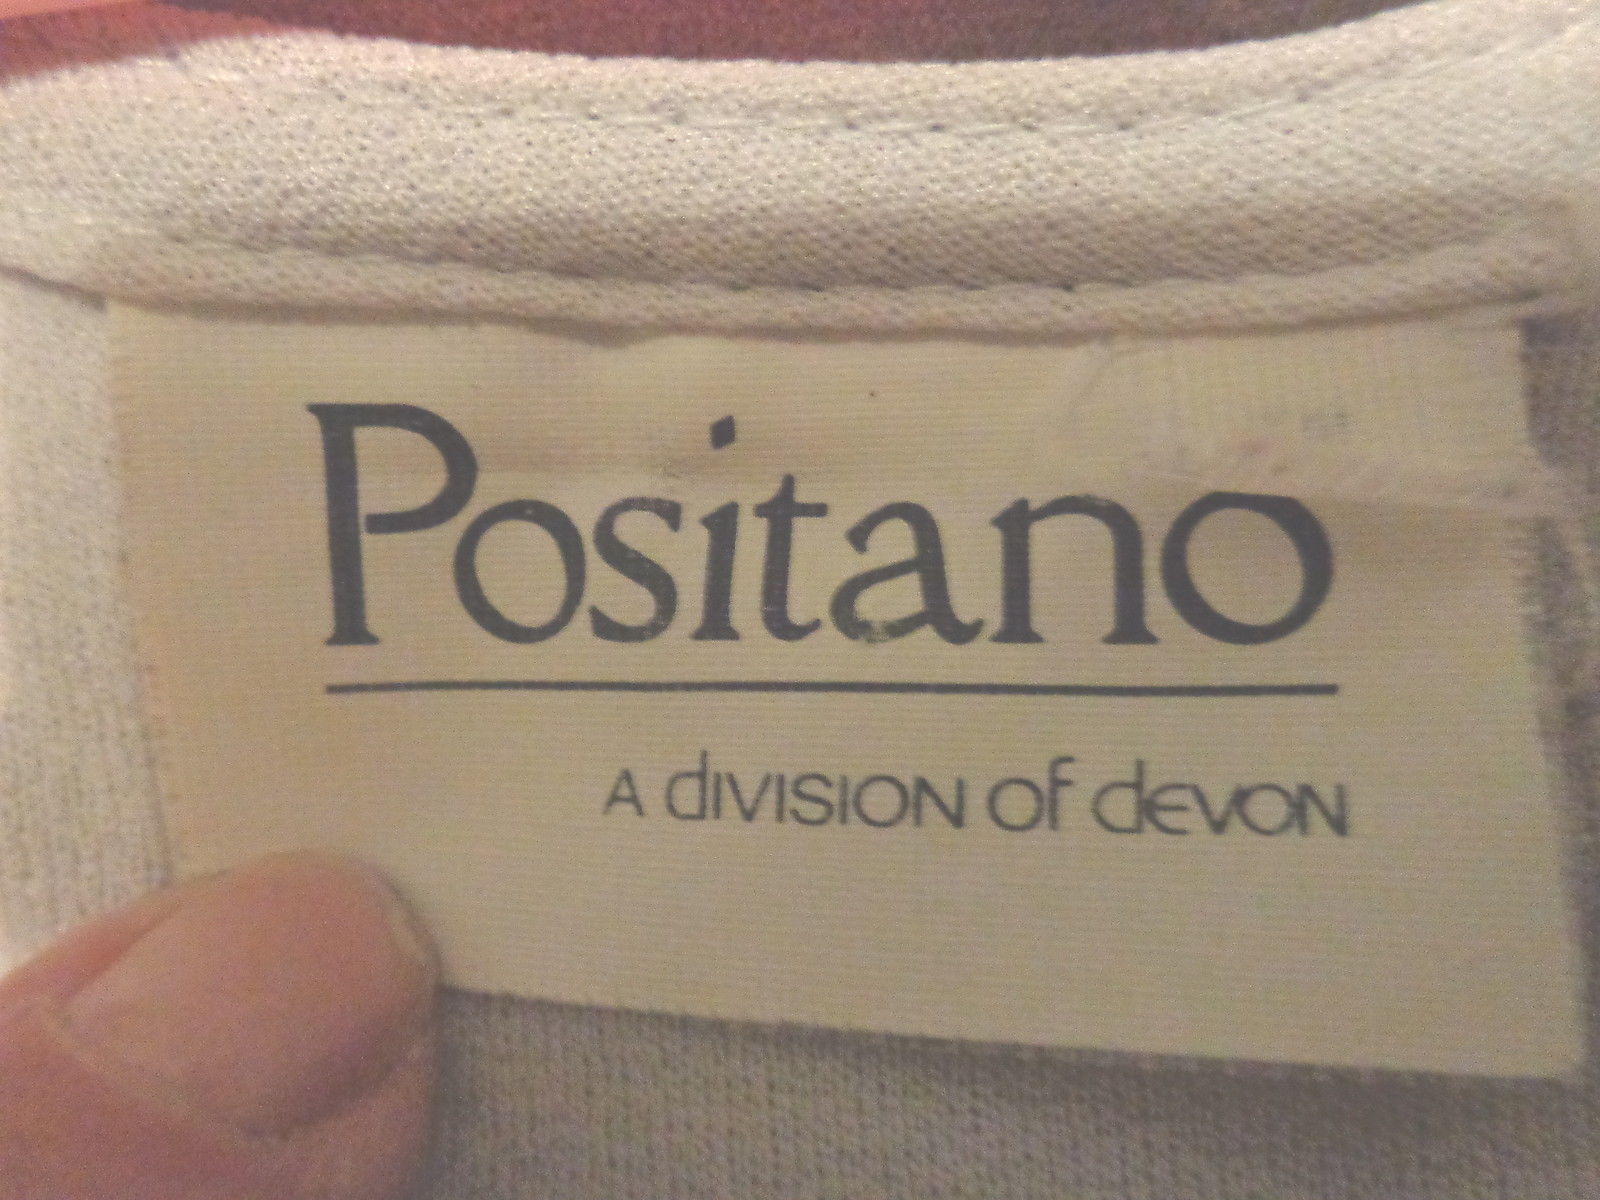 Positano
A division of devon